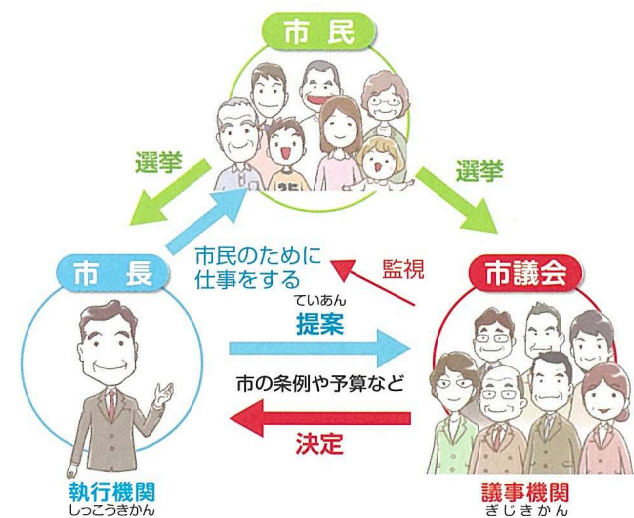 市民
選挙
選挙
市長
市民のために
仕事をする
監視
市議会
ていあん
提案
市の条例や予算など
決定
執行機関
しっこうきかん
議事機関
ぎじきかん